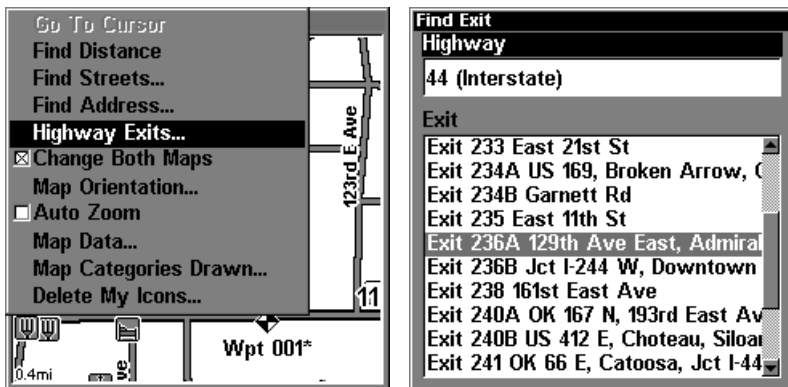 Go To Cursor
Find Distance
Find Streets...
Find Address...
Highway Exits...
Change Both Maps
Map Orientation...
Auto Zoom
Map Data...
Map Categories Drawn...
Delete My Icons...
123rd E Ave
11
Wpt 001*
0.4mi
ve
Find Exit
Highway
44 (Interstate)
Exit
Exit 233 East 21st St
Exit 234A US 169, Broken Arrow, (
Exit 234B Garnett Rd
Exit 235 East 11th St
Exit 236A 129th Ave East, Admiral
Exit 236B Jct I-244 W, Downtown
Exit 238 161st East Ave
Exit 240A OK 167 N, 193rd East Av
Exit 240B US 412 E, Choteau, Siloa
Exit 241 OK 66 E, Catoosa, Jct I-44